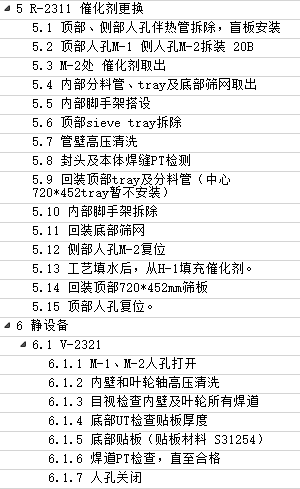 5 R-2311 催化剂更换
5.1 顶部、侧部人孔伴热管拆除，盲板安装
5.2 顶部人孔M-1 侧人孔M-2拆装 20B
5.3 M-2处 催化剂取出
5.4 内部分料管、tray及底部筛网取出
5.5 内部脚手架搭设
5.6 顶部sieve tray拆除
5.7 管壁高压清洗
5.8 封头及本体焊缝PT检测
5.9 回装顶部tray及分料管（中心
720*452tray暂不安装）
5.10 内部脚手架拆除
5.11 回装底部筛网
5.12 侧部人孔M-2复位
5.13 工艺填水后，从H-1填充催化剂。
5.14 回装顶部720*452mm筛板
5.15 顶部人孔复位。
6 静设备
6.1 V-2321
6.1.1 M-1、M-2人孔打开
6.1.2 内壁和叶轮轴高压清洗
6.1.3 目视检查内壁及叶轮所有焊道
6.1.4 底部UT检查贴板厚度
6.1.5 底部贴板（贴板材料 S31254）
6.1.6 焊道PT检查，直至合格
6.1.7 人孔关闭